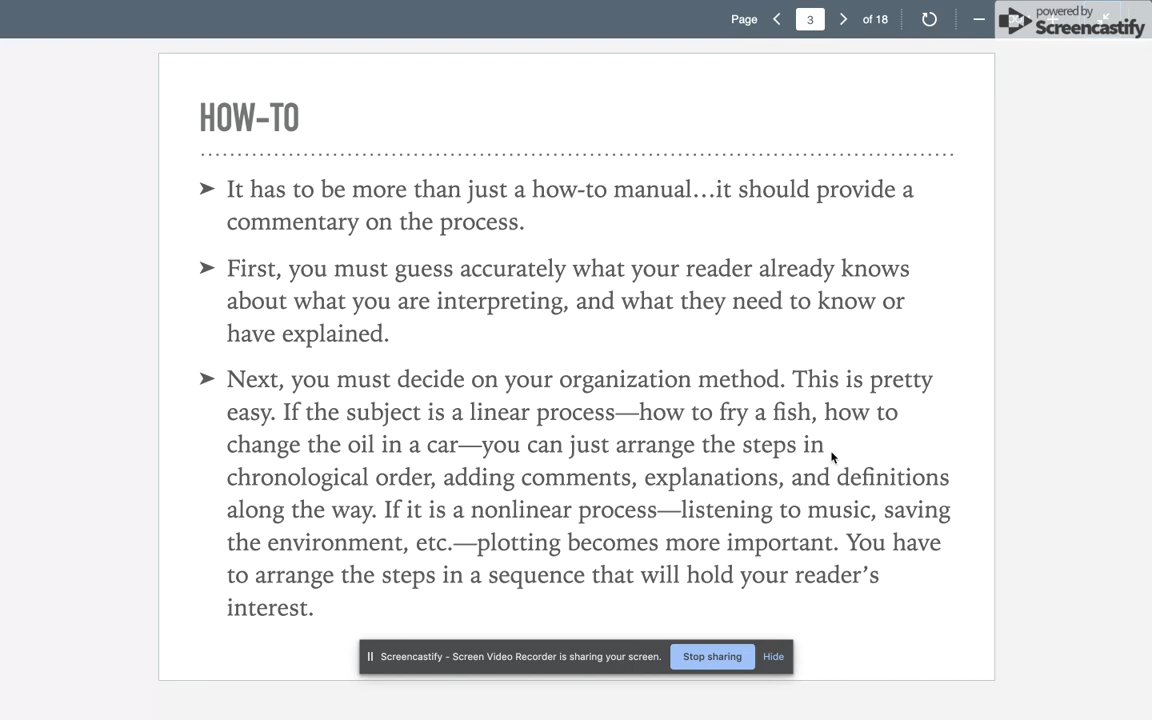 Page 3 of 18
powered by
Screencastify
HOW-TO
➤ It has to be more than just a how-to manual…it should provide a
commentary on the process.
➤ First, you must guess accurately what your reader already knows
about what you are interpreting, and what they need to know or
have explained.
➤ Next, you must decide on your organization method. This is pretty
easy. If the subject is a linear process—how to fry a fish, how to
change the oil in a car—you can just arrange the steps in
chronological order, adding comments, explanations, and definitions
along the way. If it is a nonlinear process—listening to music, saving
the environment, etc.—plotting becomes more important. You have
to arrange the steps in a sequence that will hold your reader’s
interest.
Screencastify - Screen Video Recorder is sharing your screen. Stop sharing Hide